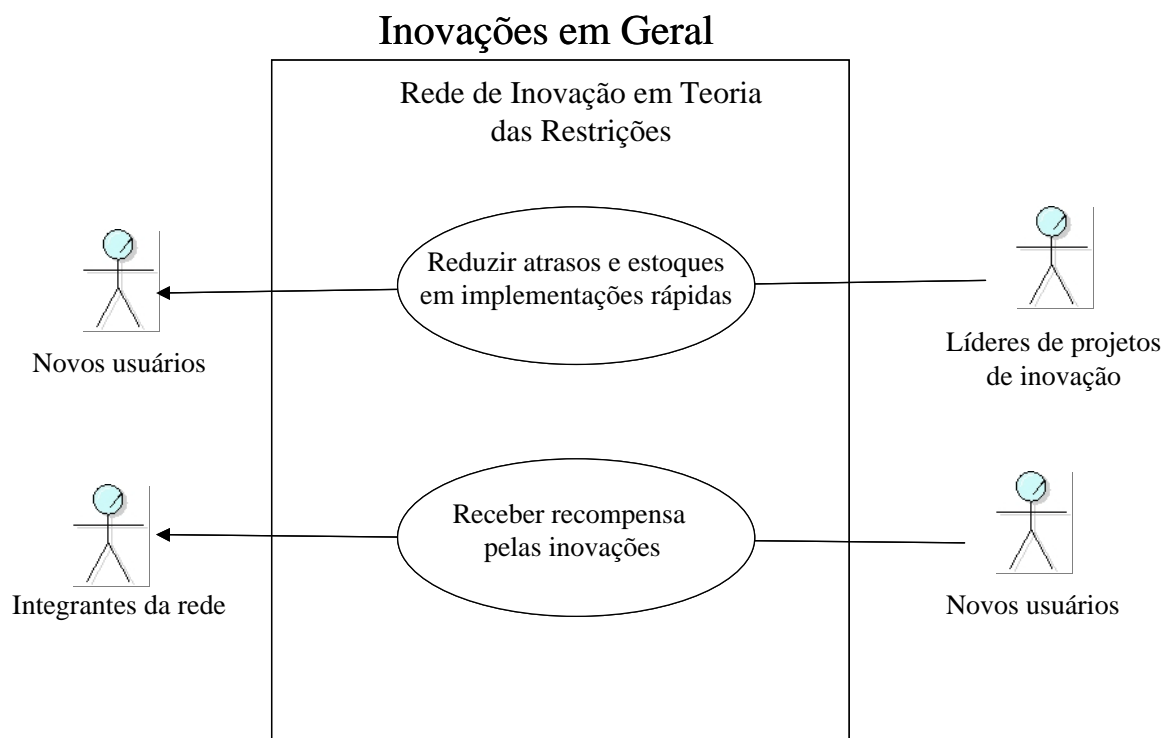 Inovações em Geral
Rede de Inovação em Teoria
das Restrições
Reduzir atrasos e estoques
em implementações rápidas
Novos usuários
Líderes de projetos
de inovação
Receber recompensa
pelas inovações
Integrantes da rede
Novos usuários